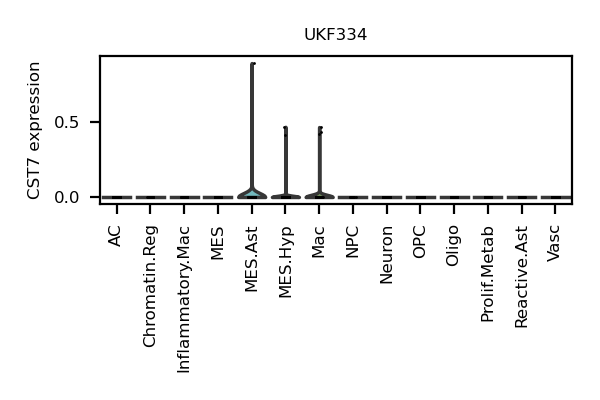 UKF334
CST7 expression
0.5
0.0
AC
Chromatin.Reg
Inflammatory.Mac
MES
MES.Ast
MES.Hyp
Mac
NPC
Neuron
OPC
Oligo
Prolif.Metab
Reactive.Ast
Vasc